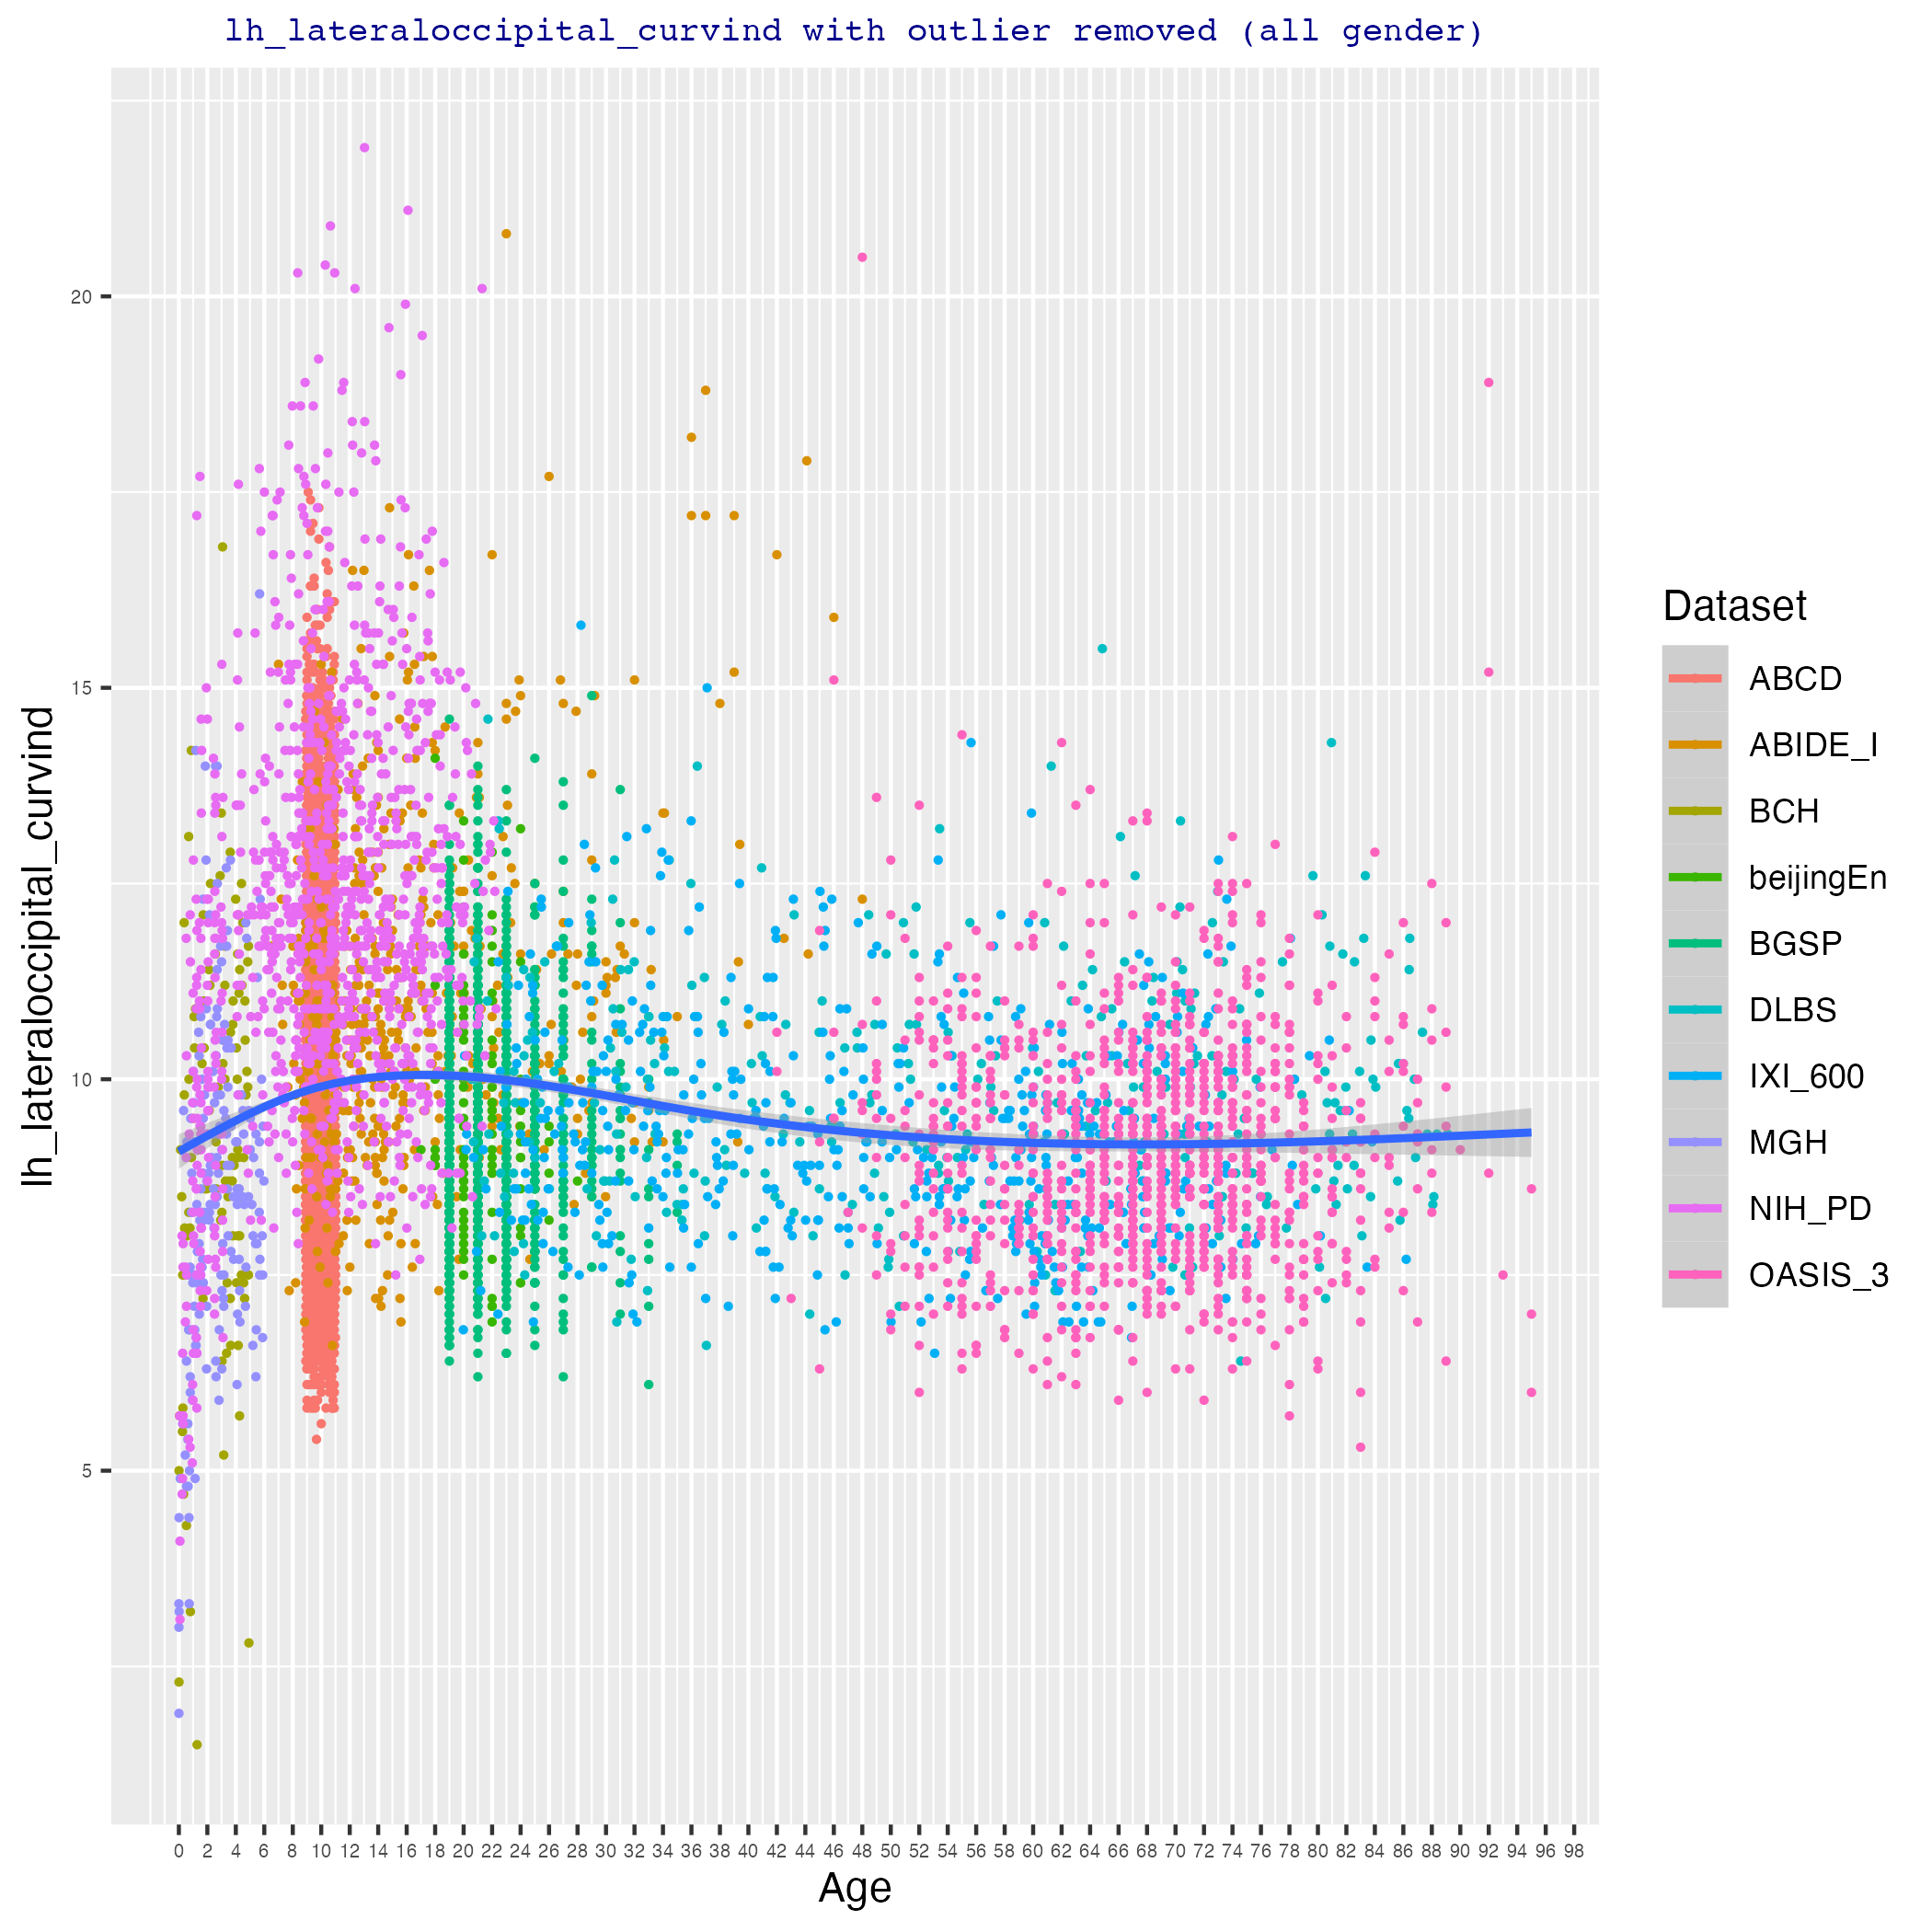 lh_lateraloccipital_curvind with outlier removed (all gender)
lh_lateraloccipital_curvind
20
15
10
5
0 2 4 6 8 10 12 14 16 18 20 22 24 26 28 30 32 34 36 38 40 42 44 46 48 50 52 54 56 58 60 62 64 66 68 70 72 74 76 78 80 82 84 86 88 90 92 94 96 98
Age
Dataset
ABCD
ABIDE_I
BCH
beijingEn
BGSP
DLBS
IXI_600
MGH
NIH_PD
OASIS_3